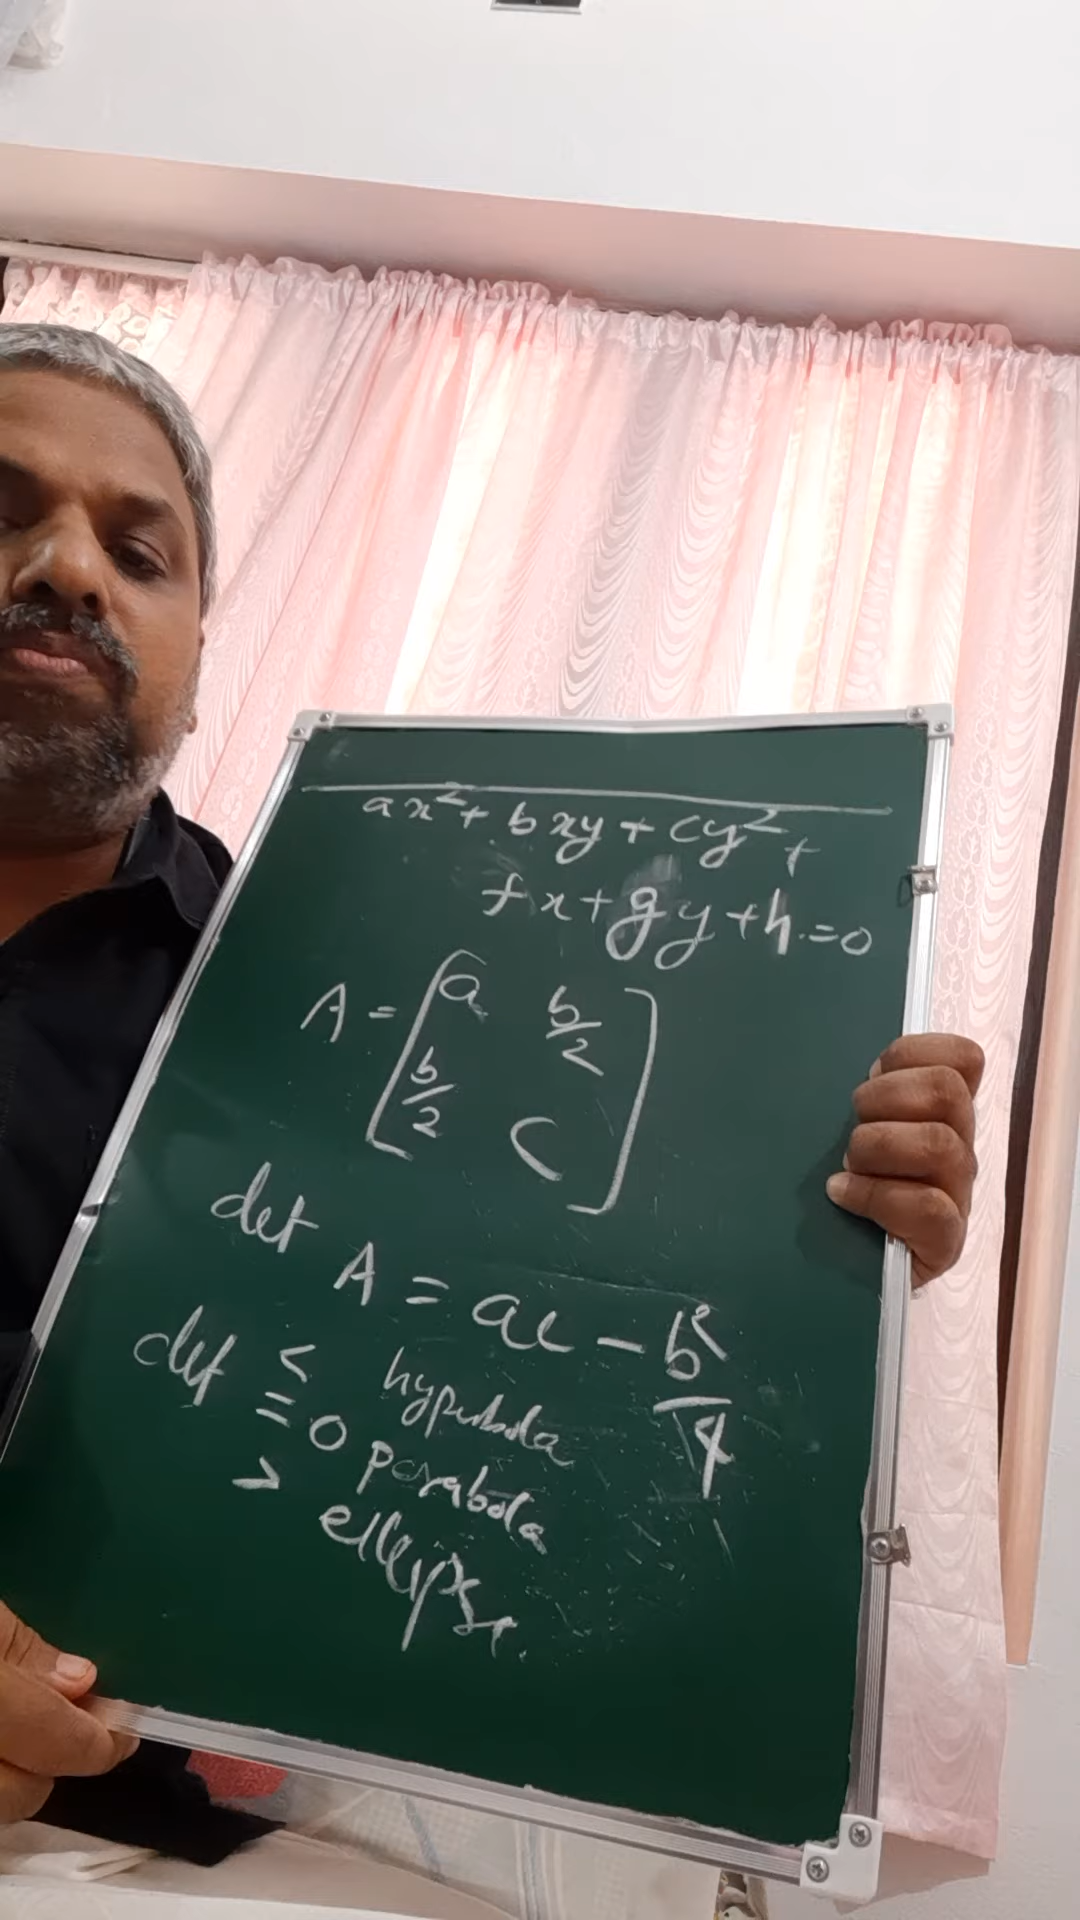 ax² + bxy + cy² +
fx + gy + h = 0
A = [a b/2
b/2 c]
det A = ac - b²/4
det < hyperbola
= 0 parabola
> ellipse.